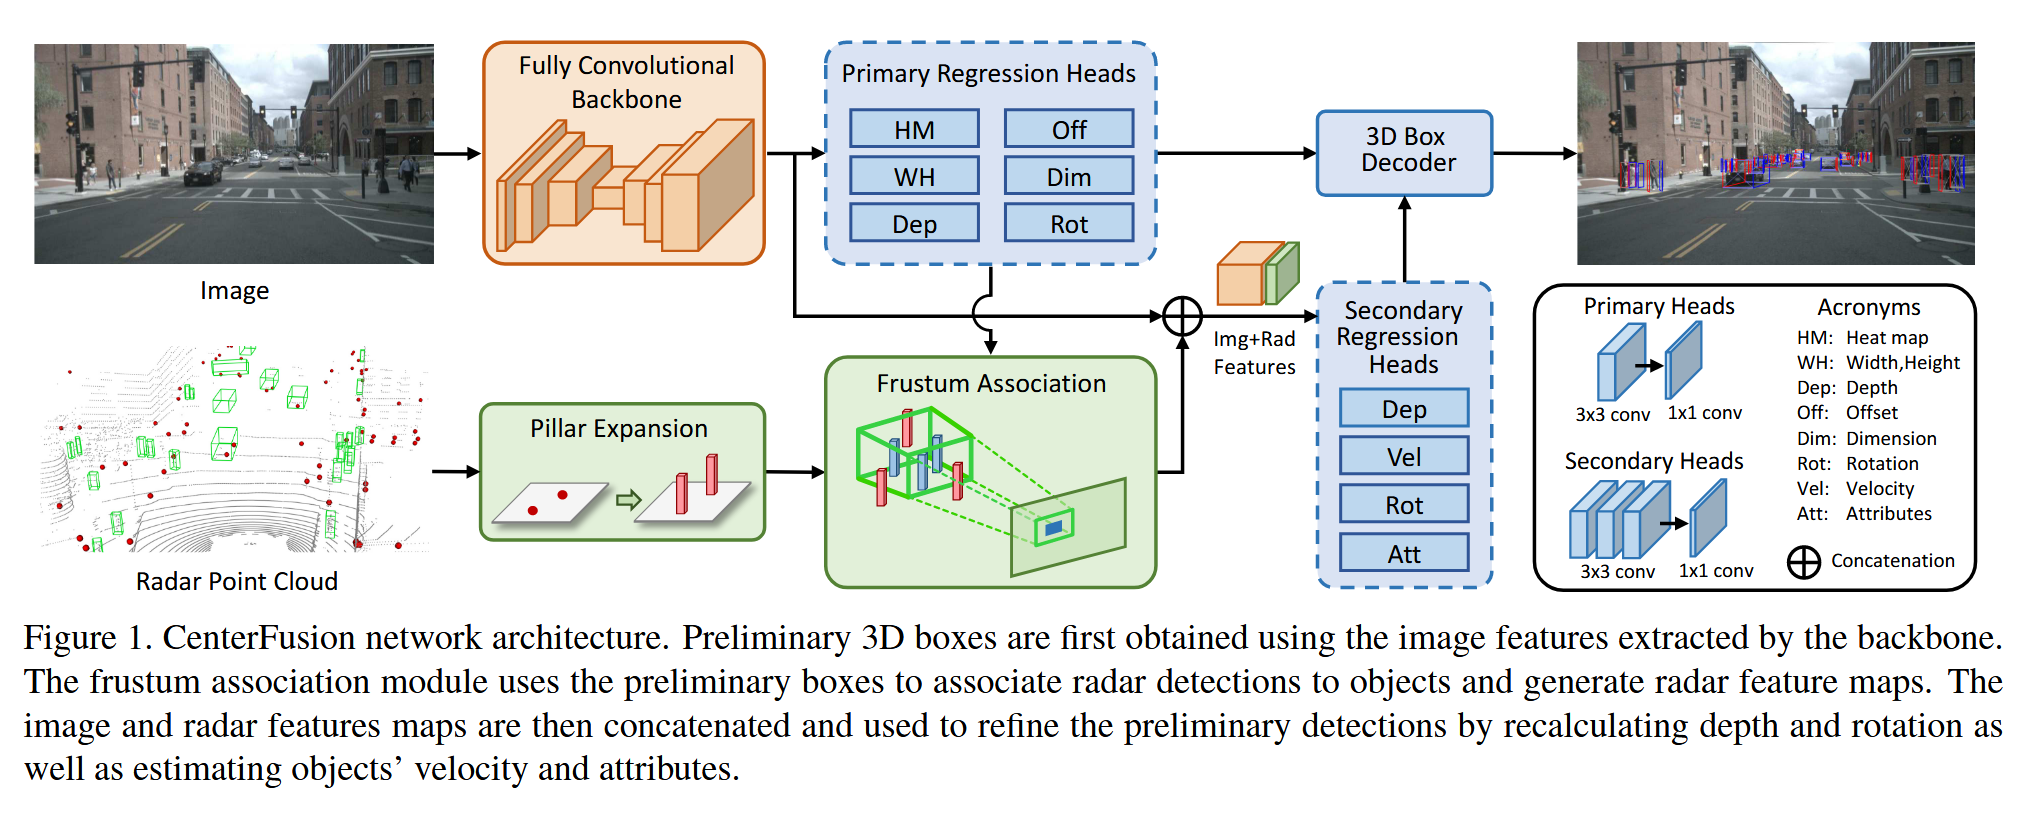 Image
Radar Point Cloud
Fully Convolutional
Backbone
Pillar Expansion
Primary Regression Heads
HM
Off
WH
Dim
Dep
Rot
Frustum Association
Img+Rad
Features
3D Box
Decoder
Secondary
Regression
Heads
Dep
Vel
Rot
Att
Primary Heads
3x3 conv
1x1 conv
Secondary Heads
3x3 conv
1x1 conv
Acronyms
HM: Heat map
WH: Width,Height
Dep: Depth
Off: Offset
Dim: Dimension
Rot: Rotation
Vel: Velocity
Att: Attributes
Concatenation
Figure 1. CenterFusion network architecture. Preliminary 3D boxes are first obtained using the image features extracted by the backbone.
The frustum association module uses the preliminary boxes to associate radar detections to objects and generate radar feature maps. The
image and radar features maps are then concatenated and used to refine the preliminary detections by recalculating depth and rotation as
well as estimating objects’ velocity and attributes.